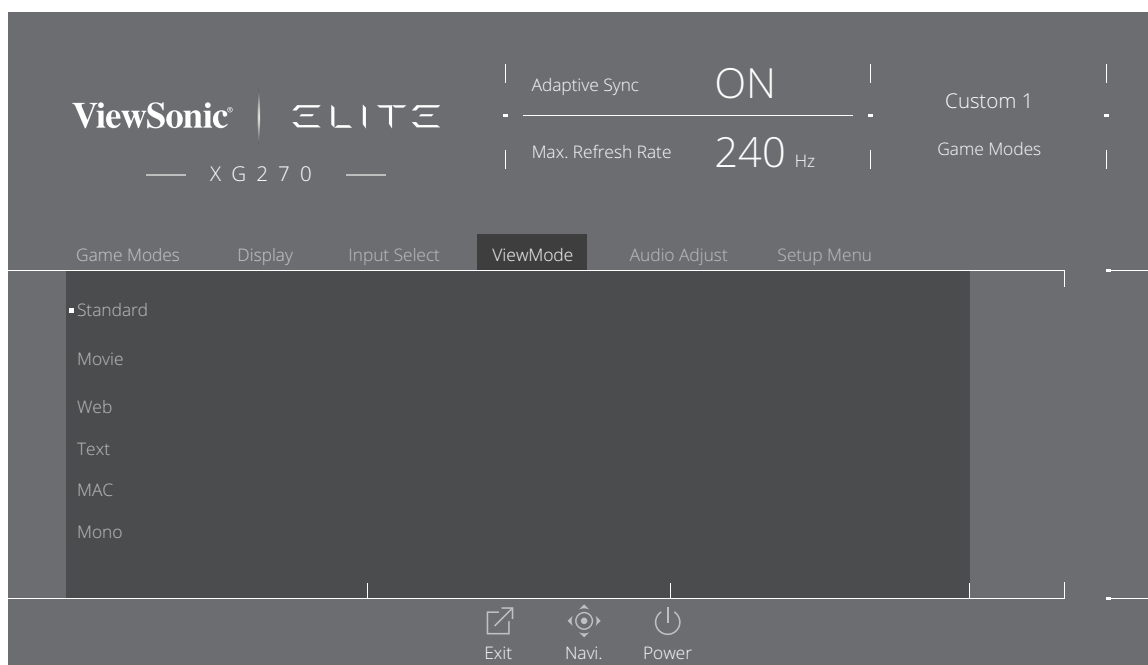 ViewSonic® ELITE
XG270
Adaptive Sync ON
Max. Refresh Rate 240 Hz
Custom 1
Game Modes
Game Modes Display Input Select ViewMode Audio Adjust Setup Menu
Standard
Movie
Web
Text
MAC
Mono
Exit Navi. Power